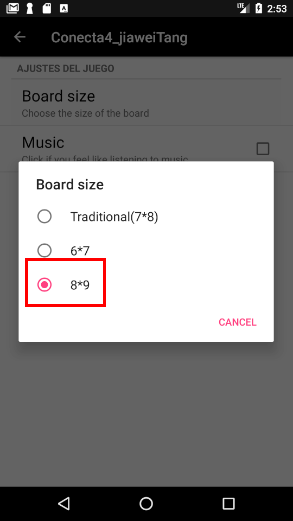 2:53
Conecta4_jiaweiTang
AJUSTES DEL JUEGO
Board size
Choose the size of the board
Music
Click if you feel like listening to music
Board size
Traditional(7*8)
6*7
8*9
CANCEL